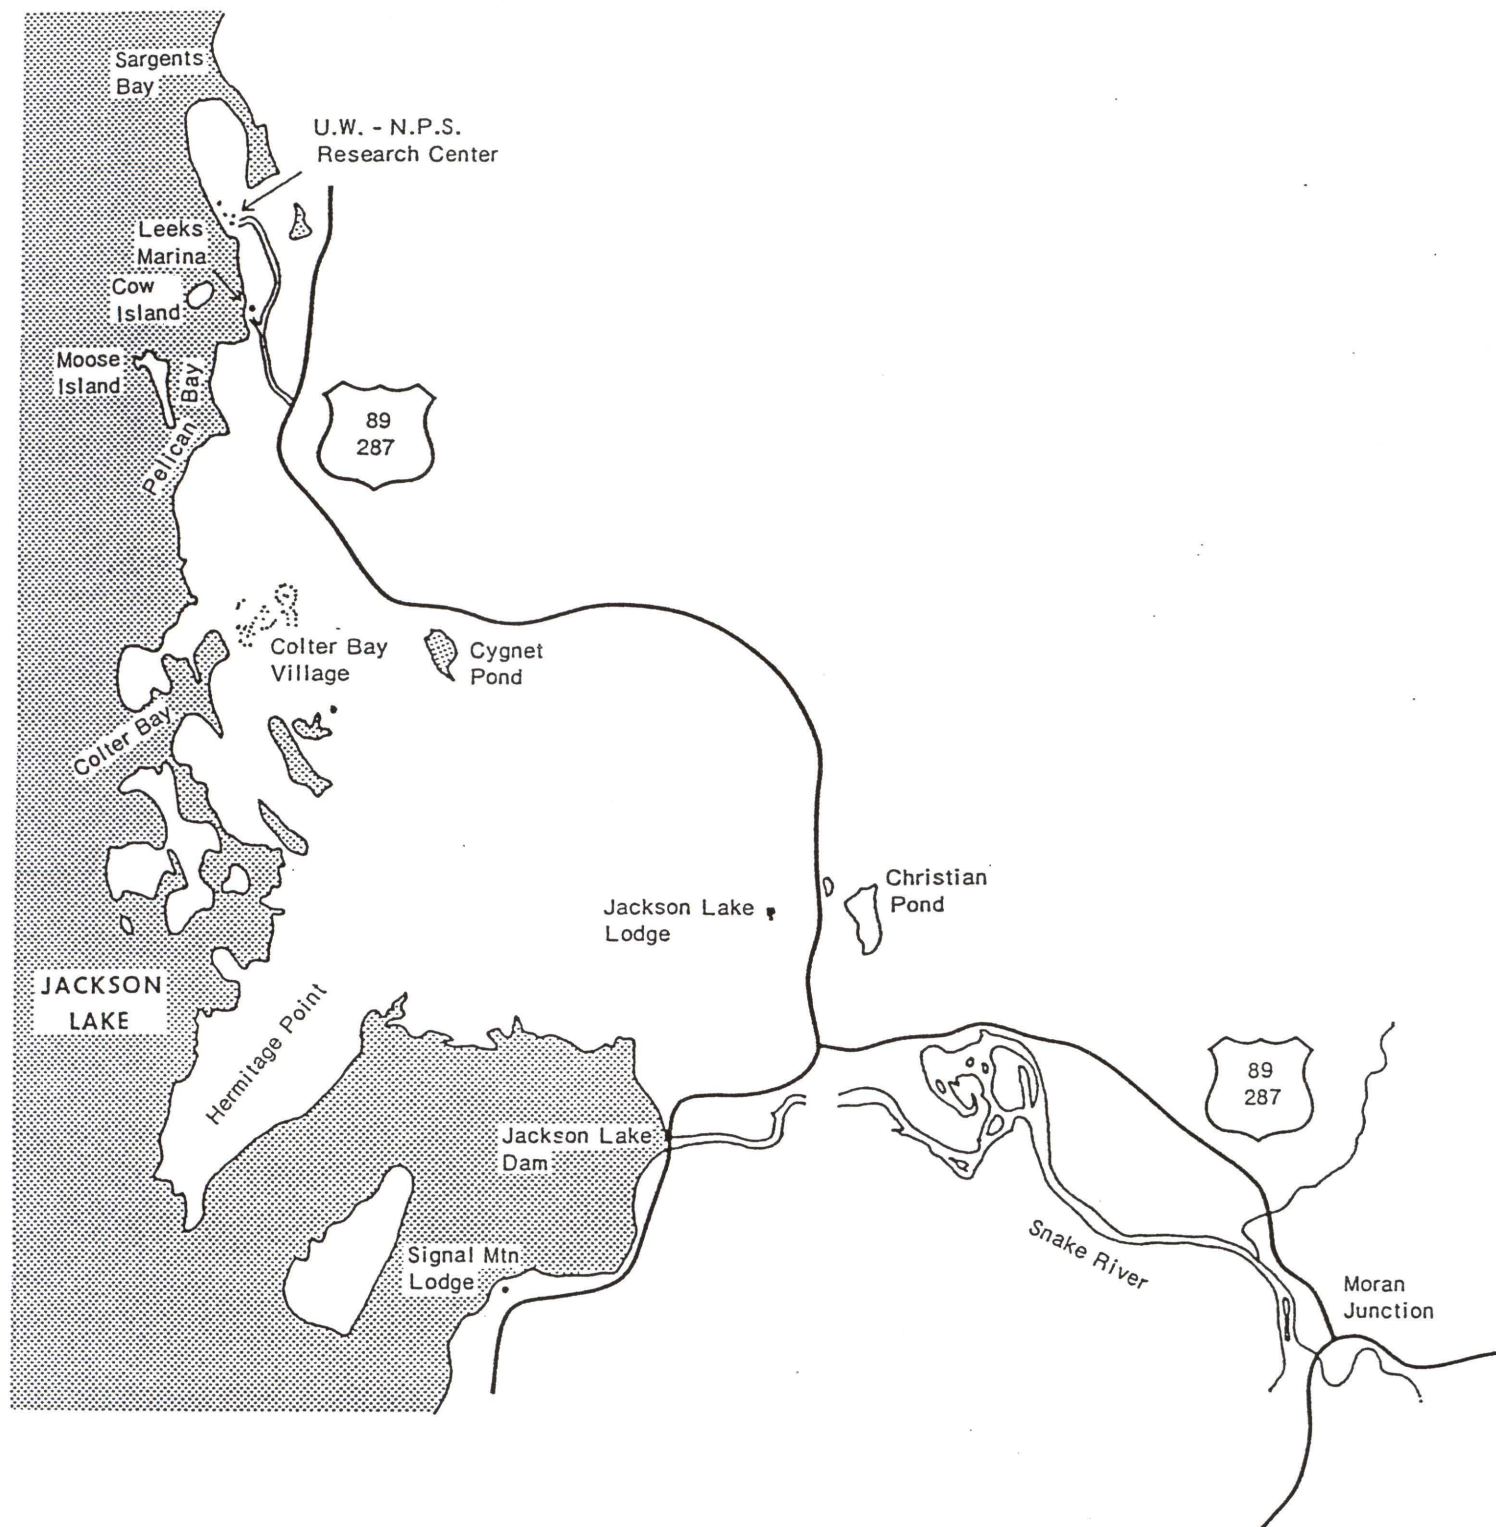 Sargents
Bay
U.W. - N.P.S.
Research Center
Leeks
Marina
Cow
Island
Moose
Island
Pelican Bay
89
287
Colter Bay
Village
Cygnet
Pond
Colter Bay
Christian
Pond
Jackson Lake
Lodge
JACKSON
LAKE
Hermitage Point
89
287
Jackson Lake
Dam
Snake River
Signal Mtn
Lodge
Moran
Junction